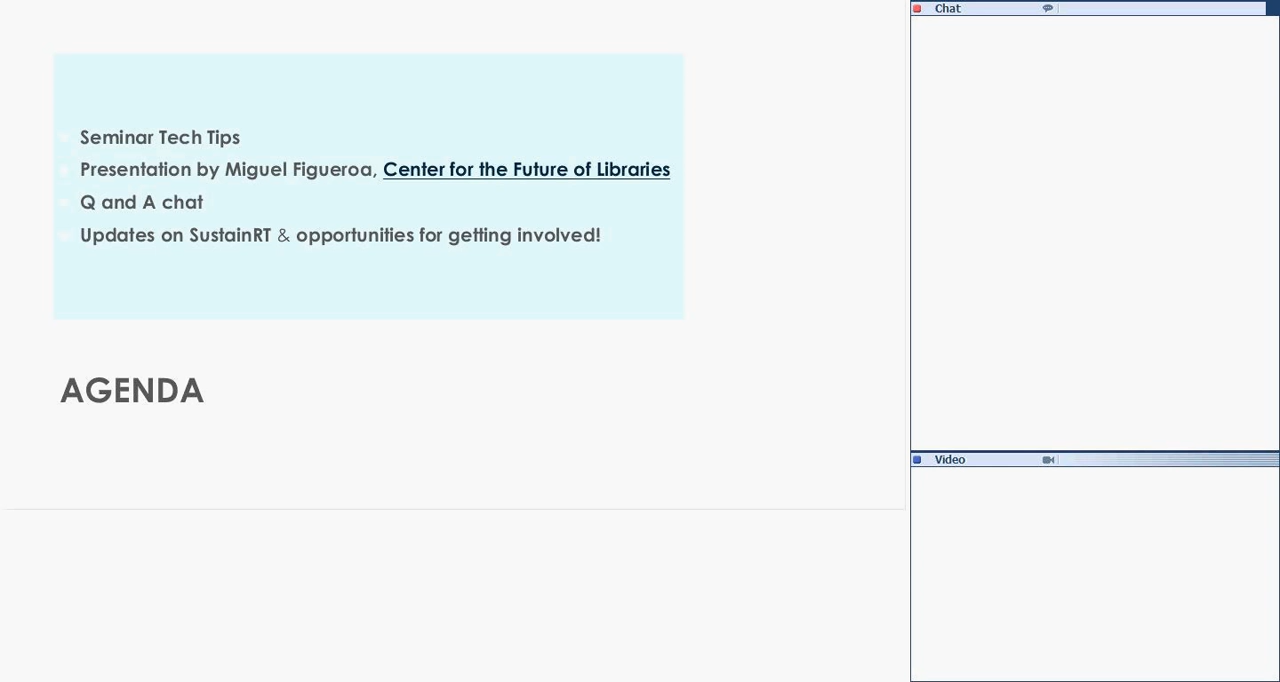 Seminar Tech Tips
Presentation by Miguel Figueroa, Center for the Future of Libraries
Q and A chat
Updates on SustainRT & opportunities for getting involved!
AGENDA
Chat
Video